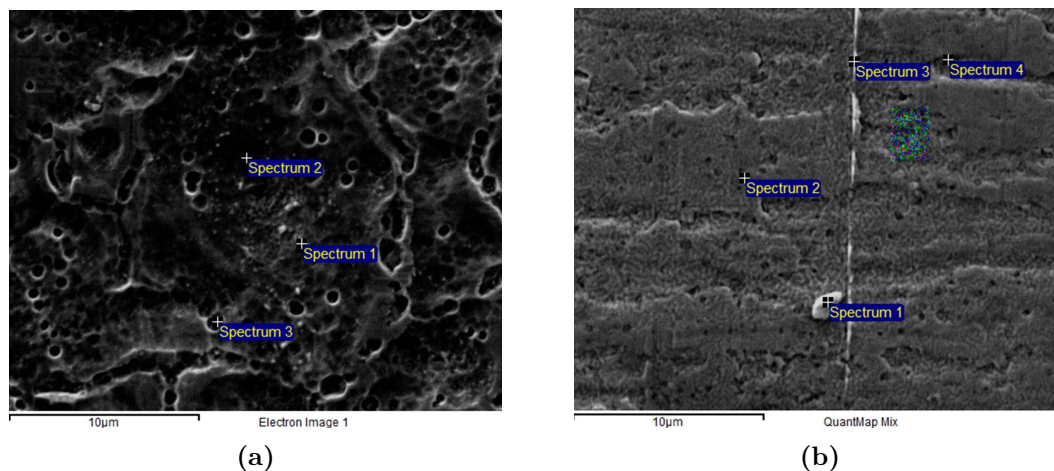 Spectrum 2
Spectrum 1
Spectrum 3
10µm Electron Image 1
(a)
Spectrum 3 Spectrum 4
Spectrum 2
Spectrum 1
10µm QuantMap Mix
(b)